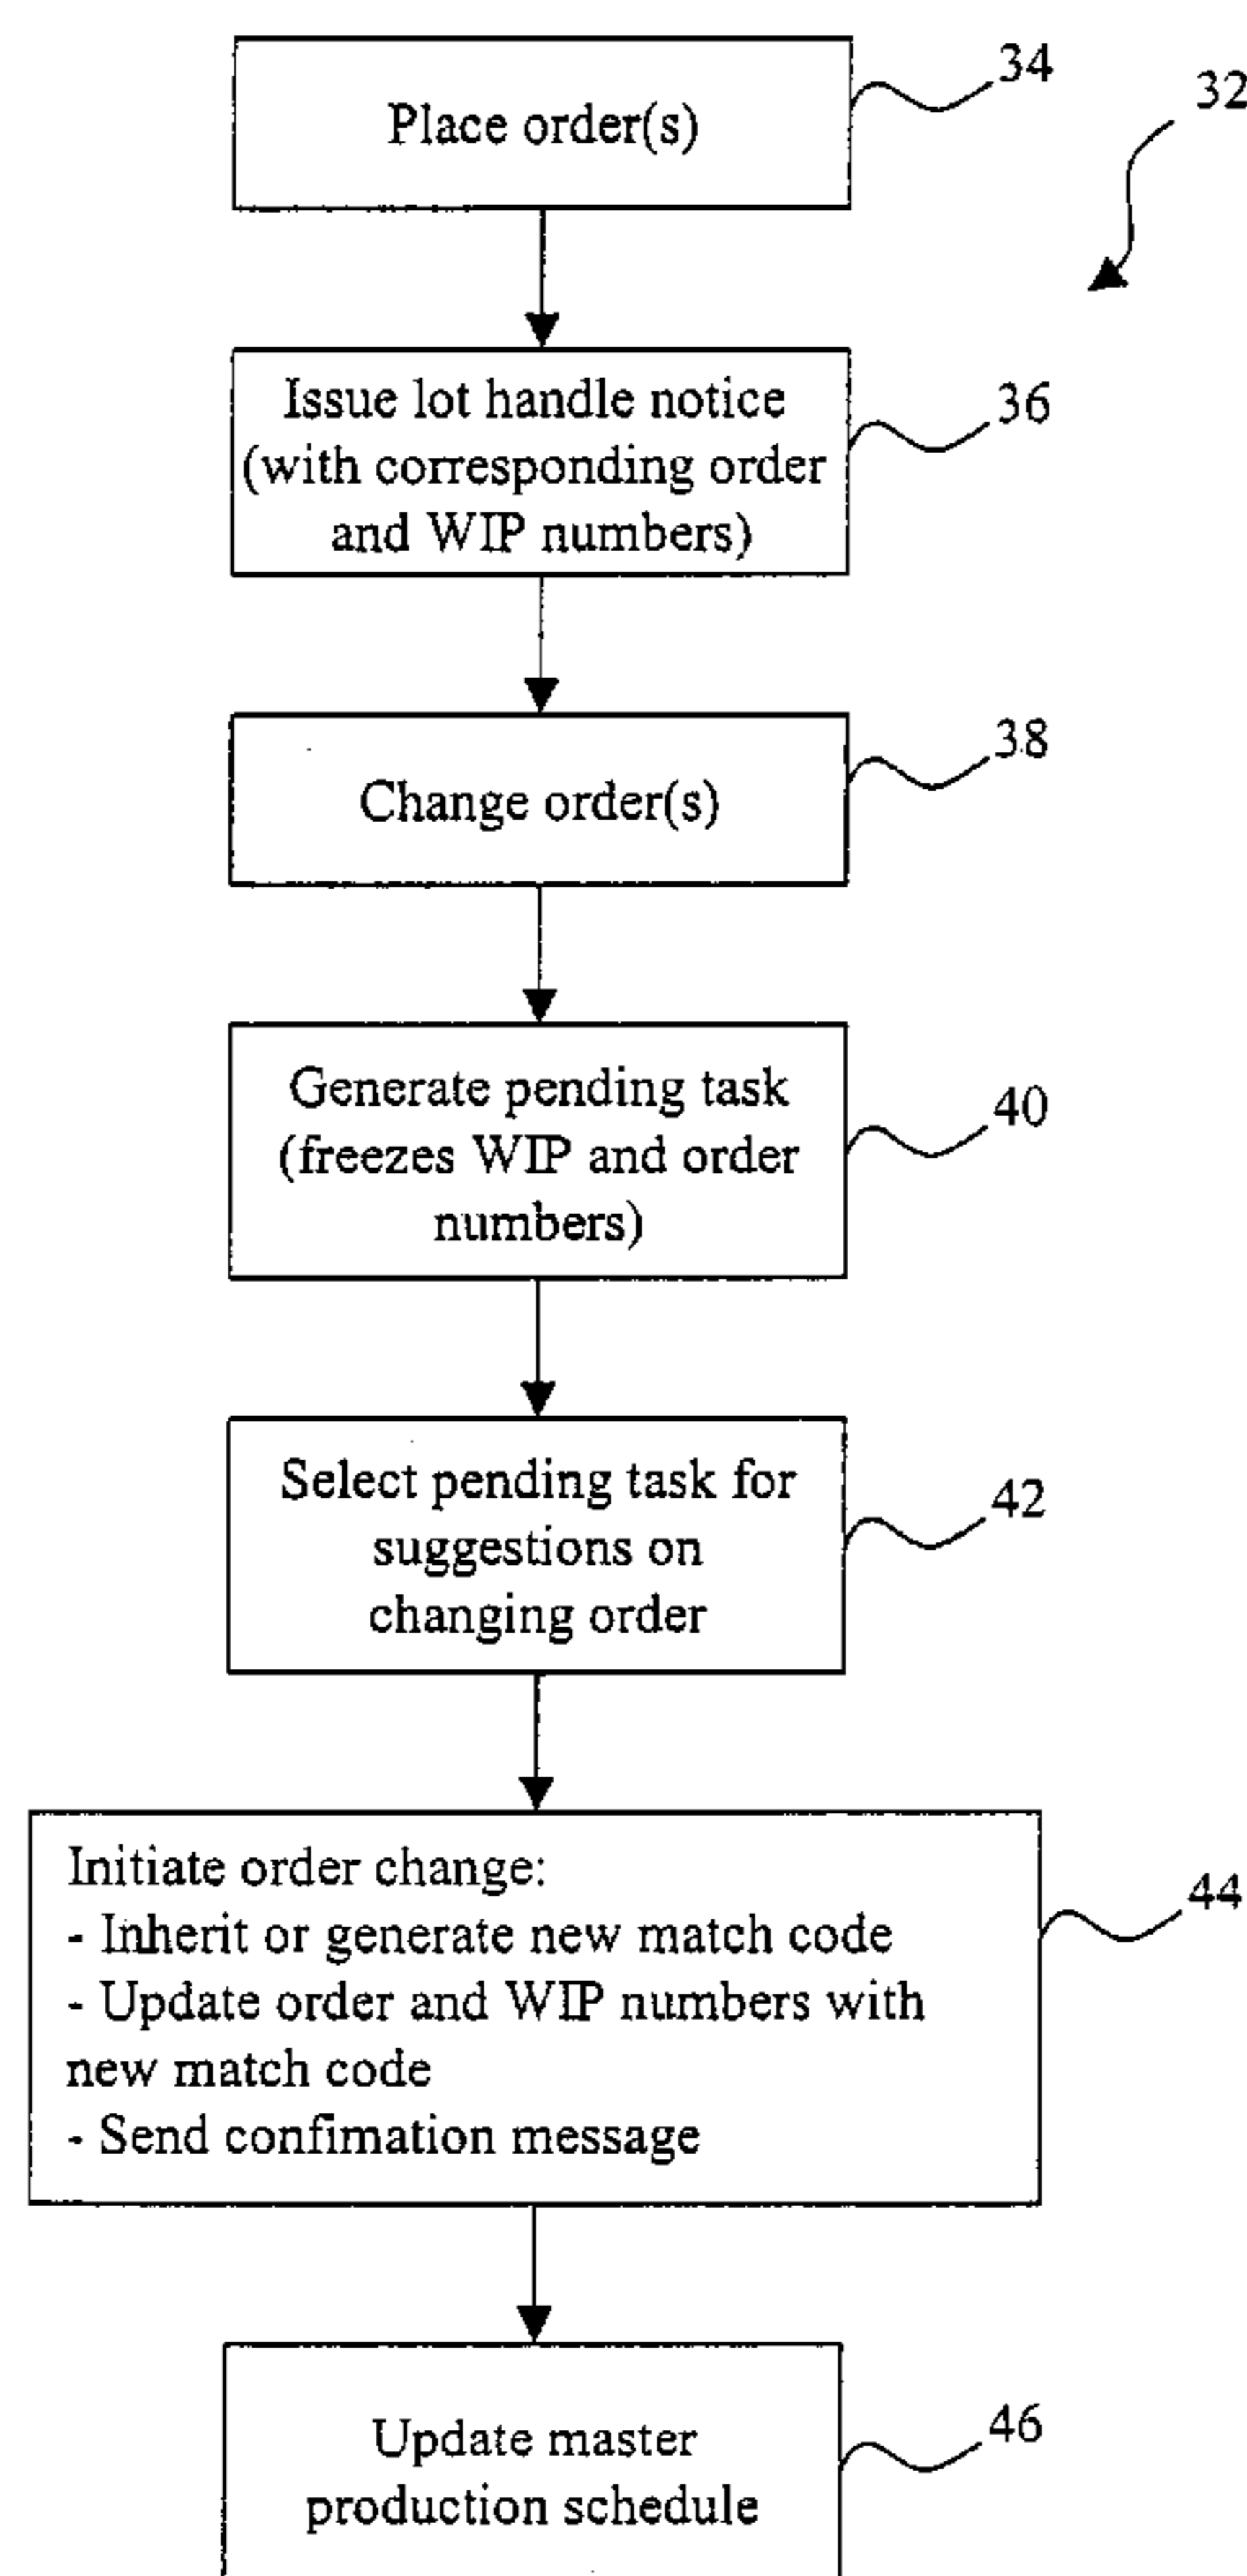 Place order(s)
34
32
Issue lot handle notice
(with corresponding order
and WIP numbers)
36
Change order(s)
38
Generate pending task
(freezes WIP and order
numbers)
40
Select pending task for
suggestions on
changing order
42
Initiate order change:
- Inherit or generate new match code
- Update order and WIP numbers with
new match code
- Send confimation message
44
Update master
production schedule
46